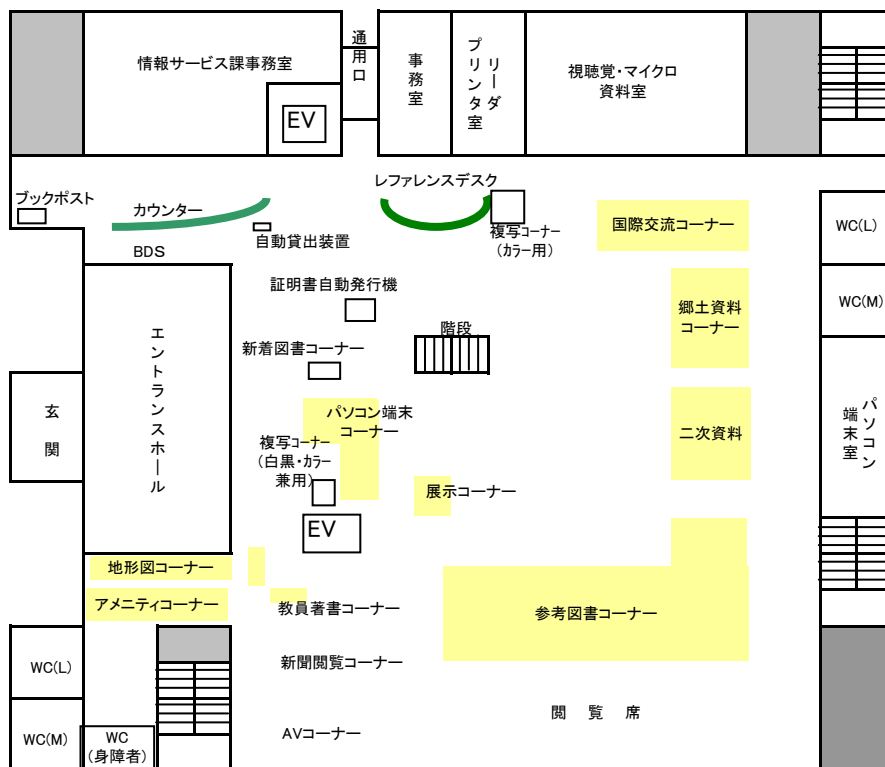 情報サービス課事務室
通用口
事務室
リーダ
プリンタ室
視聴覚・マイクロ
資料室
EV
ブックポスト
カウンター
レファレンスデスク
自動貸出装置
複写コーナー
(カラー用)
国際交流コーナー
WC(L)
BDS
証明書自動発行機
郷土資料
コーナー
WC(M)
階段
新着図書コーナー
エントランスホール
玄関
パソコン端末
コーナー
二次資料
パソコン
端末室
複写コーナー
(白黒・カラー
兼用)
展示コーナー
EV
地形図コーナー
アメニティコーナー
教員著書コーナー
参考図書コーナー
WC(L)
新聞閲覧コーナー
閲覧席
WC(M)
WC
(身障者)
AVコーナー